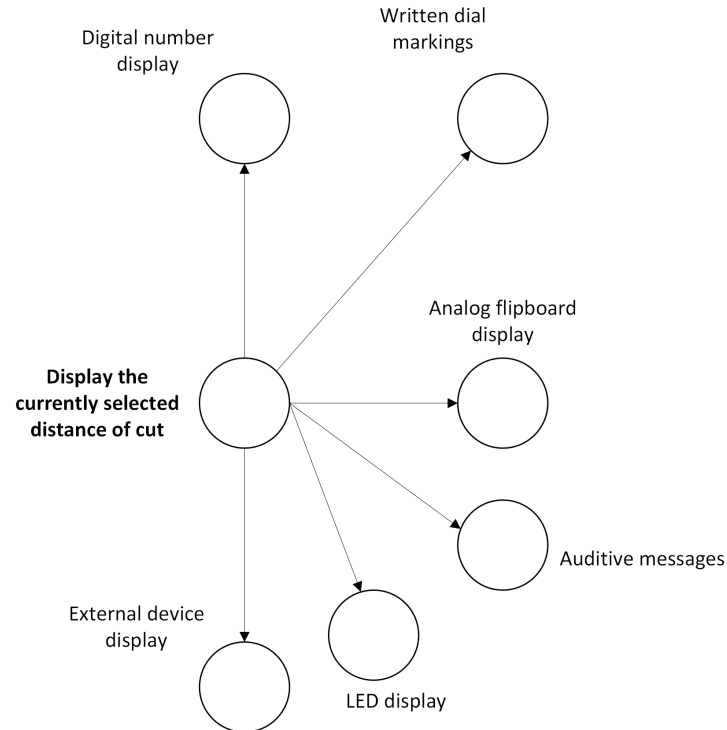 Written dial
markings
Digital number
display
Analog flipboard
display
Display the
currently selected
distance of cut
Auditive messages
External device
display
LED display